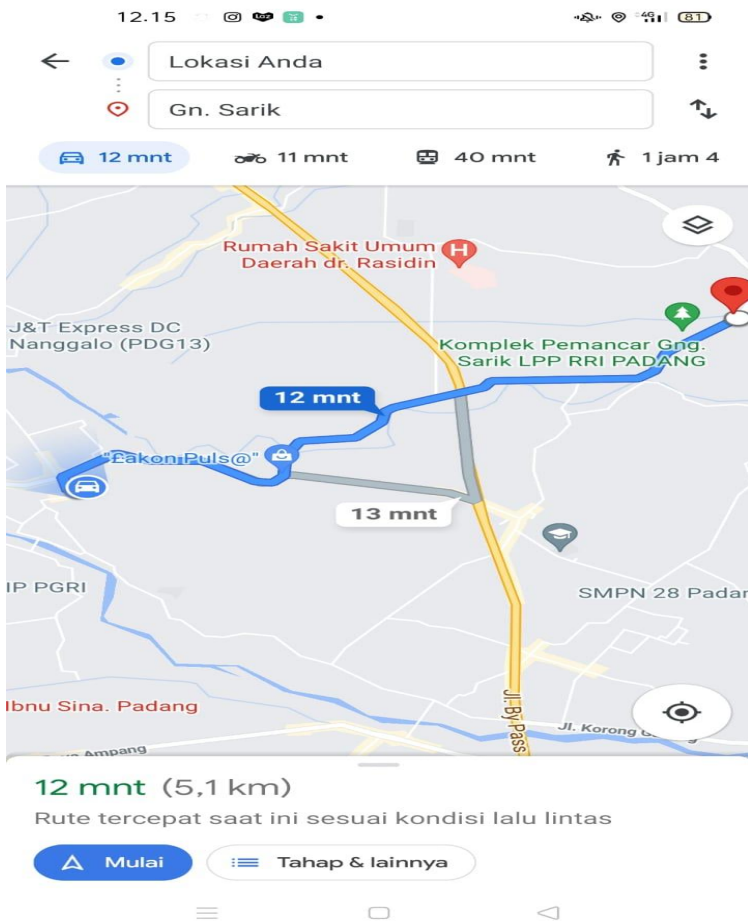 12.15
4G
81
Lokasi Anda
Gn. Sarik
12 mnt
11 mnt
40 mnt
1 jam 4
Rumah Sakit Umum
Daerah dr. Rasidin
H
J&T Express DC
Nanggalo (PDG13)
Komplek Pemancar Gng.
Sarik LPP RRI PADANG
12 mnt
"£akon Puls@"
13 mnt
IP PGRI
SMPN 28 Padan
Ibnu Sina. Padang
Jl. By Pass
Jl. Korong
Ampang
12 mnt (5,1 km)
Rute tercepat saat ini sesuai kondisi lalu lintas
Mulai
Tahap & lainnya